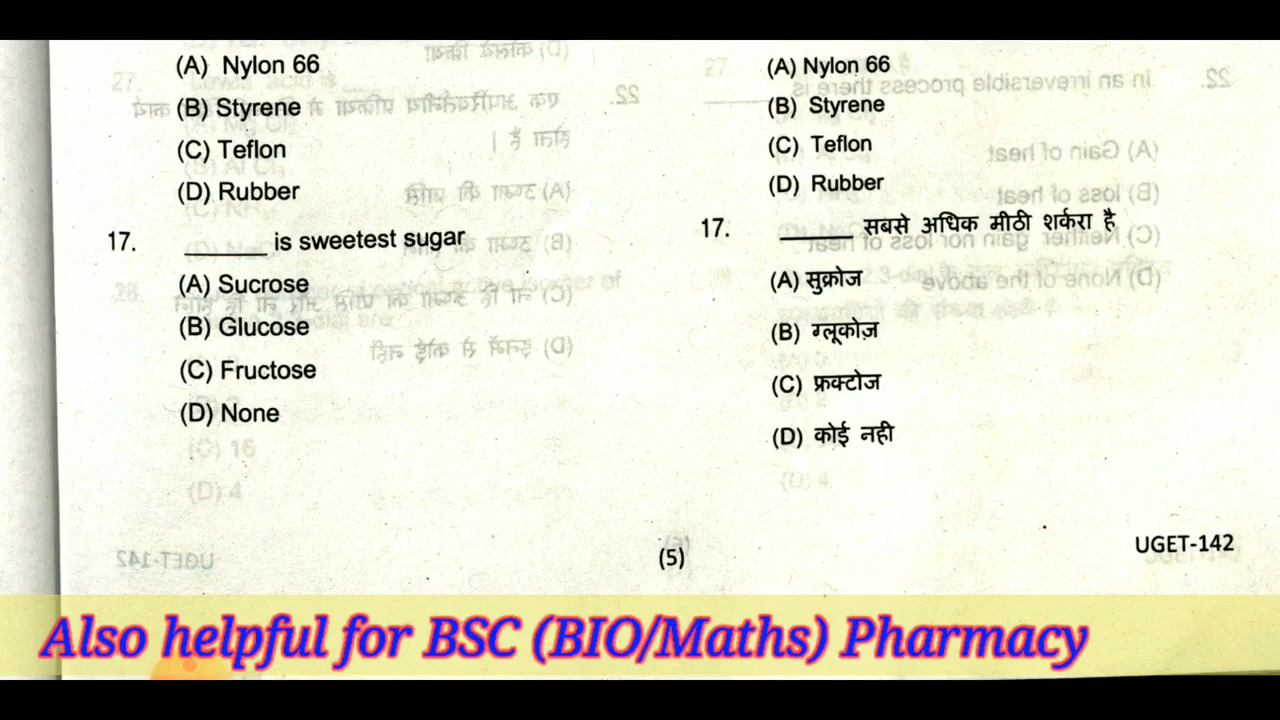 (A) Nylon 66
(B) Styrene
(C) Teflon
(D) Rubber
17. ______ is sweetest sugar
(A) Sucrose
(B) Glucose
(C) Fructose
(D) None
(A) Nylon 66
(B) Styrene
(C) Teflon
(D) Rubber
17. ______ सबसे अधिक मीठी शर्करा है
(A) सुक्रोज
(B) ग्लूकोज़
(C) फ्रक्टोज
(D) कोई नही
(5)
UGET-142
Also helpful for BSC (BIO/Maths) Pharmacy